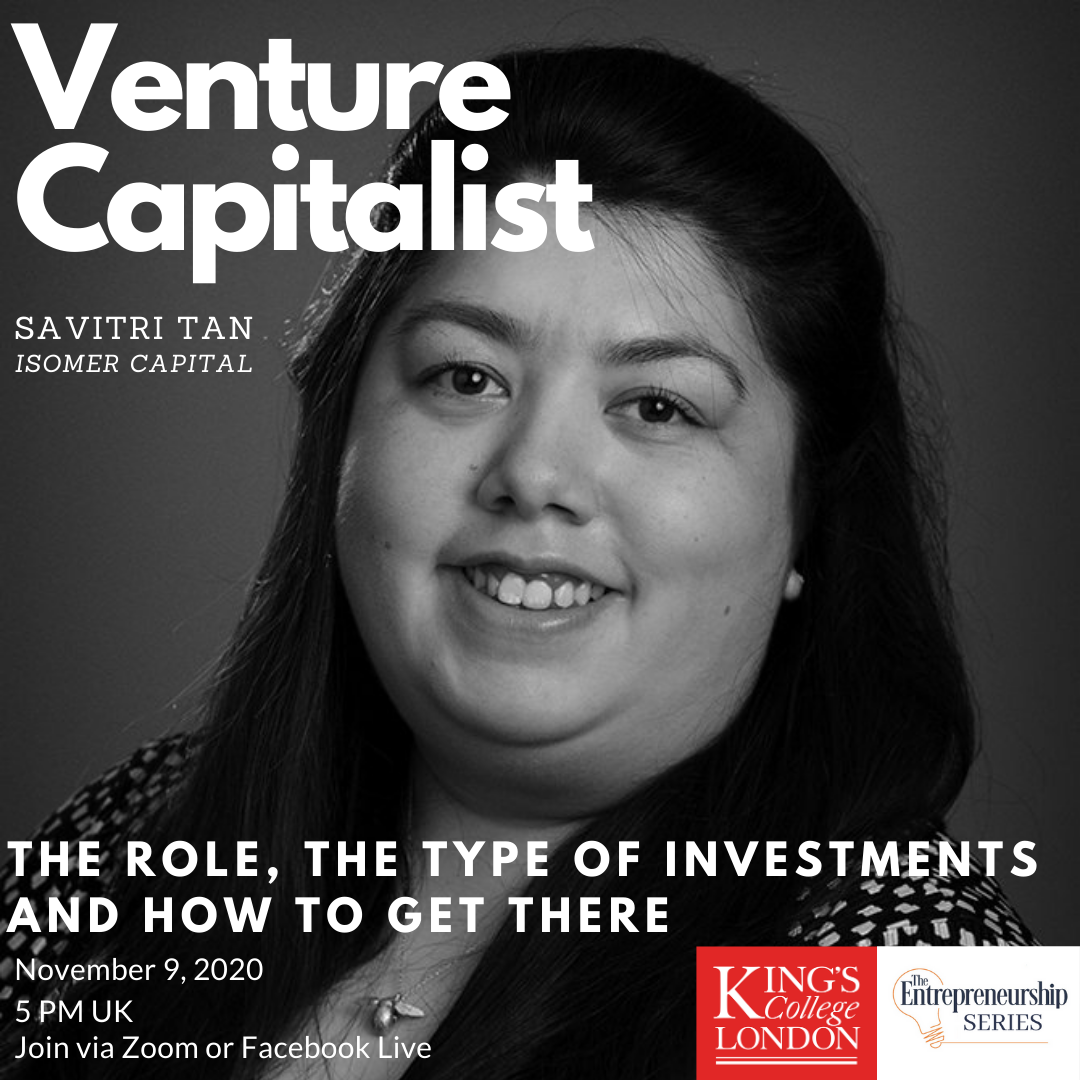 Venture
Capitalist
SAVITRI TAN
ISOMER CAPITAL
THE ROLE, THE TYPE OF INVESTMENTS
AND HOW TO GET THERE
November 9, 2020
5 PM UK
Join via Zoom or Facebook Live
KING'S
College
LONDON
The
Entrepreneurship
SERIES